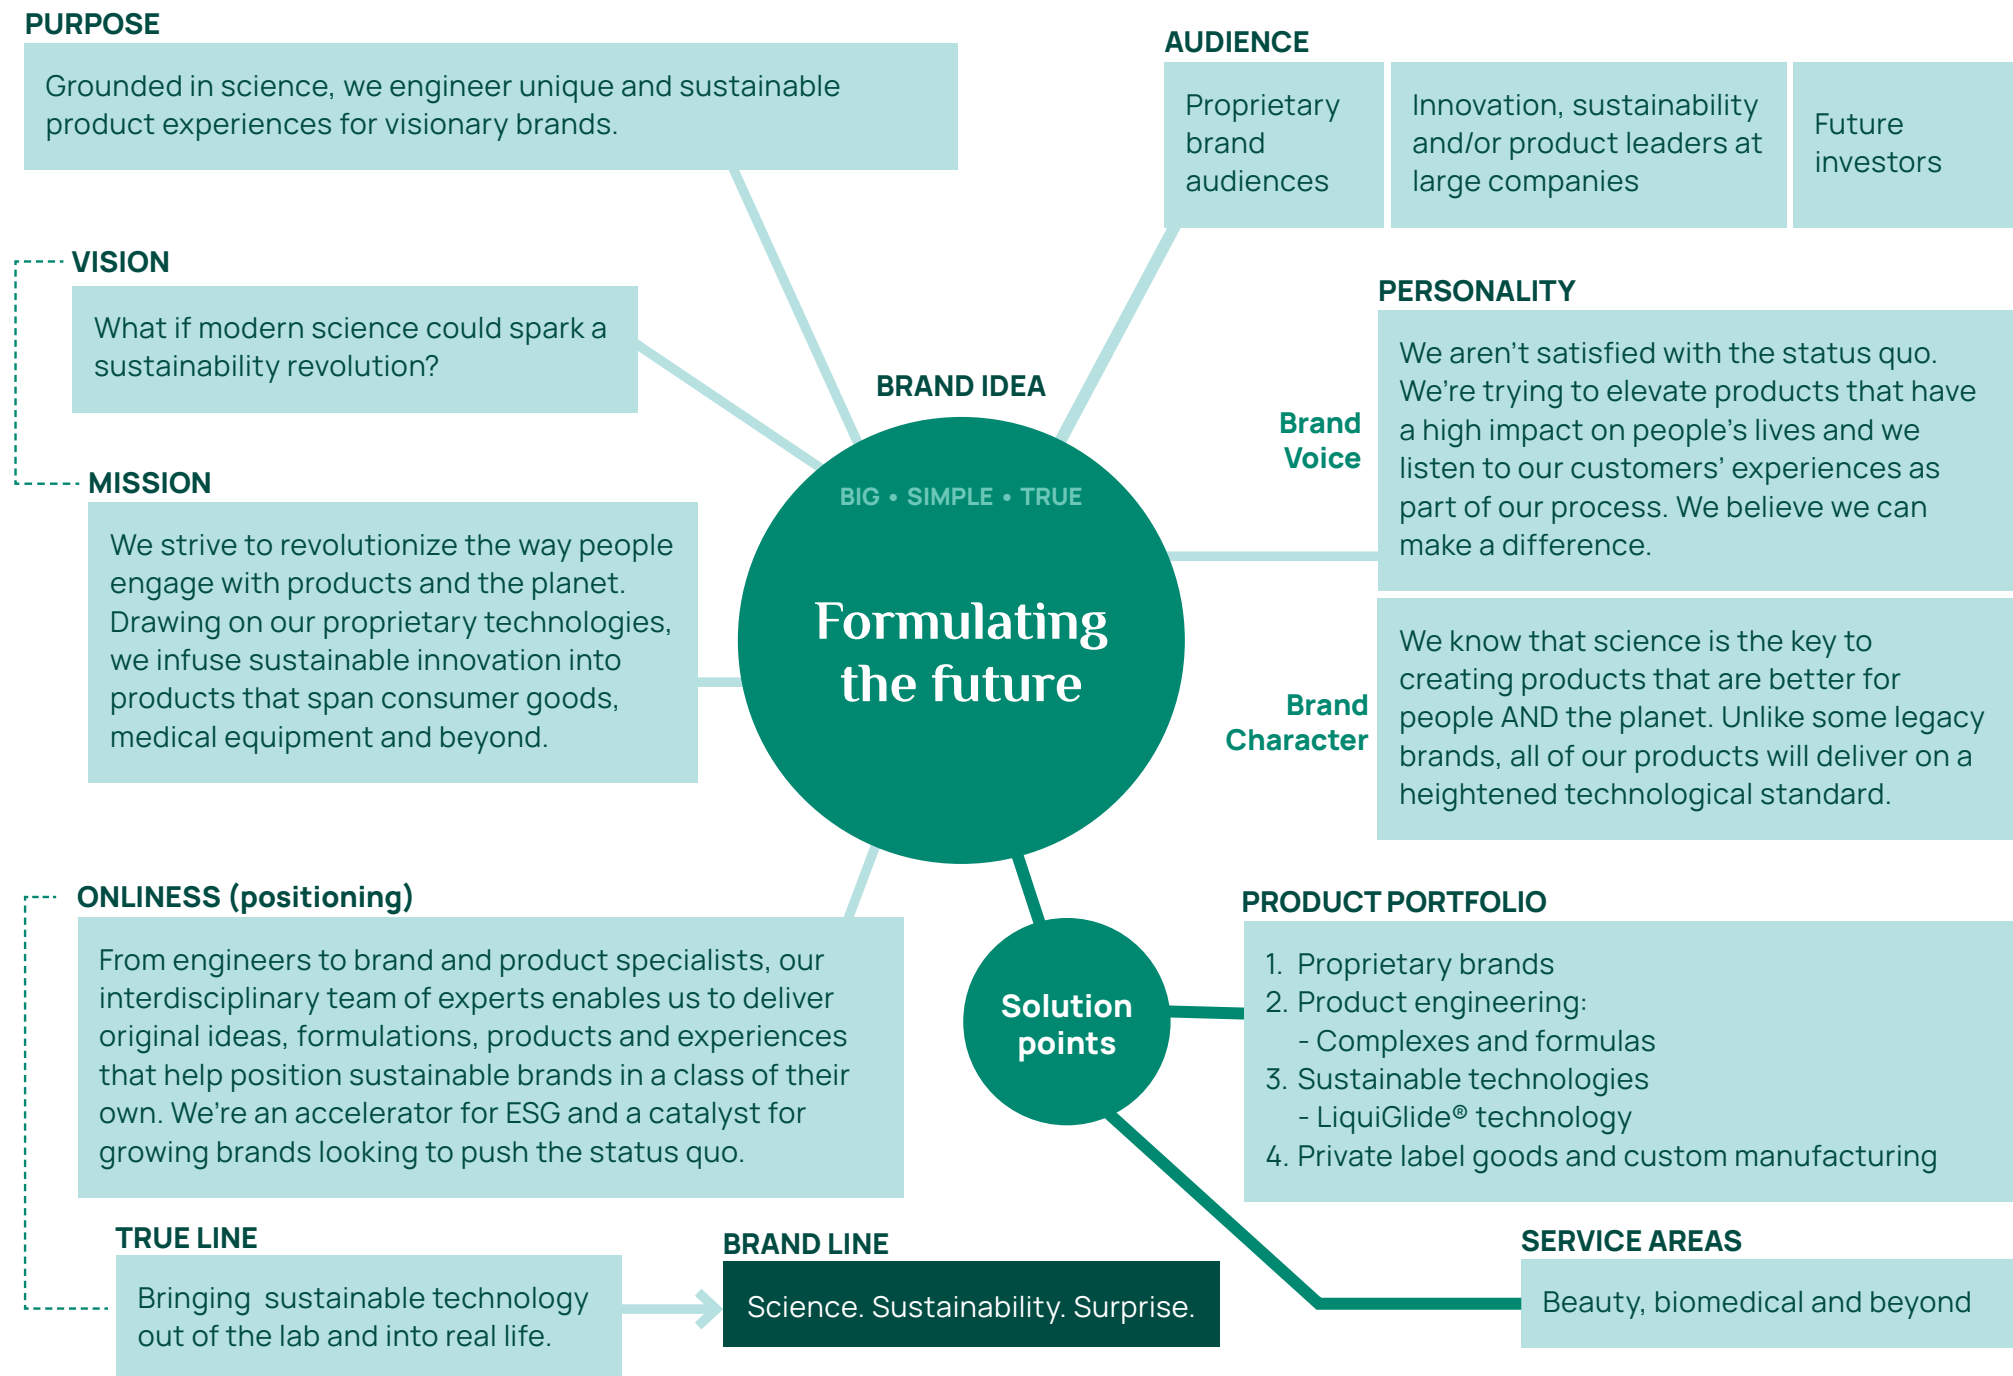 PURPOSE
Grounded in science, we engineer unique and sustainable
product experiences for visionary brands.
AUDIENCE
Proprietary
brand
audiences
Innovation, sustainability
and/or product leaders at
large companies
Future
investors
VISION
What if modern science could spark a
sustainability revolution?
MISSION
We strive to revolutionize the way people
engage with products and the planet.
Drawing on our proprietary technologies,
we infuse sustainable innovation into
products that span consumer goods,
medical equipment and beyond.
BRAND IDEA
BIG • SIMPLE • TRUE
Formulating
the future
PERSONALITY
Brand
Voice
We aren't satisfied with the status quo.
We're trying to elevate products that have
a high impact on people's lives and we
listen to our customers' experiences as
part of our process. We believe we can
make a difference.
Brand
Character
We know that science is the key to
creating products that are better for
people AND the planet. Unlike some legacy
brands, all of our products will deliver on a
heightened technological standard.
ONLINESS (positioning)
From engineers to brand and product specialists, our
interdisciplinary team of experts enables us to deliver
original ideas, formulations, products and experiences
that help position sustainable brands in a class of their
own. We're an accelerator for ESG and a catalyst for
growing brands looking to push the status quo.
TRUE LINE
Bringing  sustainable technology
out of the lab and into real life.
BRAND LINE
Science. Sustainability. Surprise.
Solution
points
PRODUCT PORTFOLIO
1. Proprietary brands
2. Product engineering:
- Complexes and formulas
3. Sustainable technologies
- LiquiGlide® technology
4. Private label goods and custom manufacturing
SERVICE AREAS
Beauty, biomedical and beyond